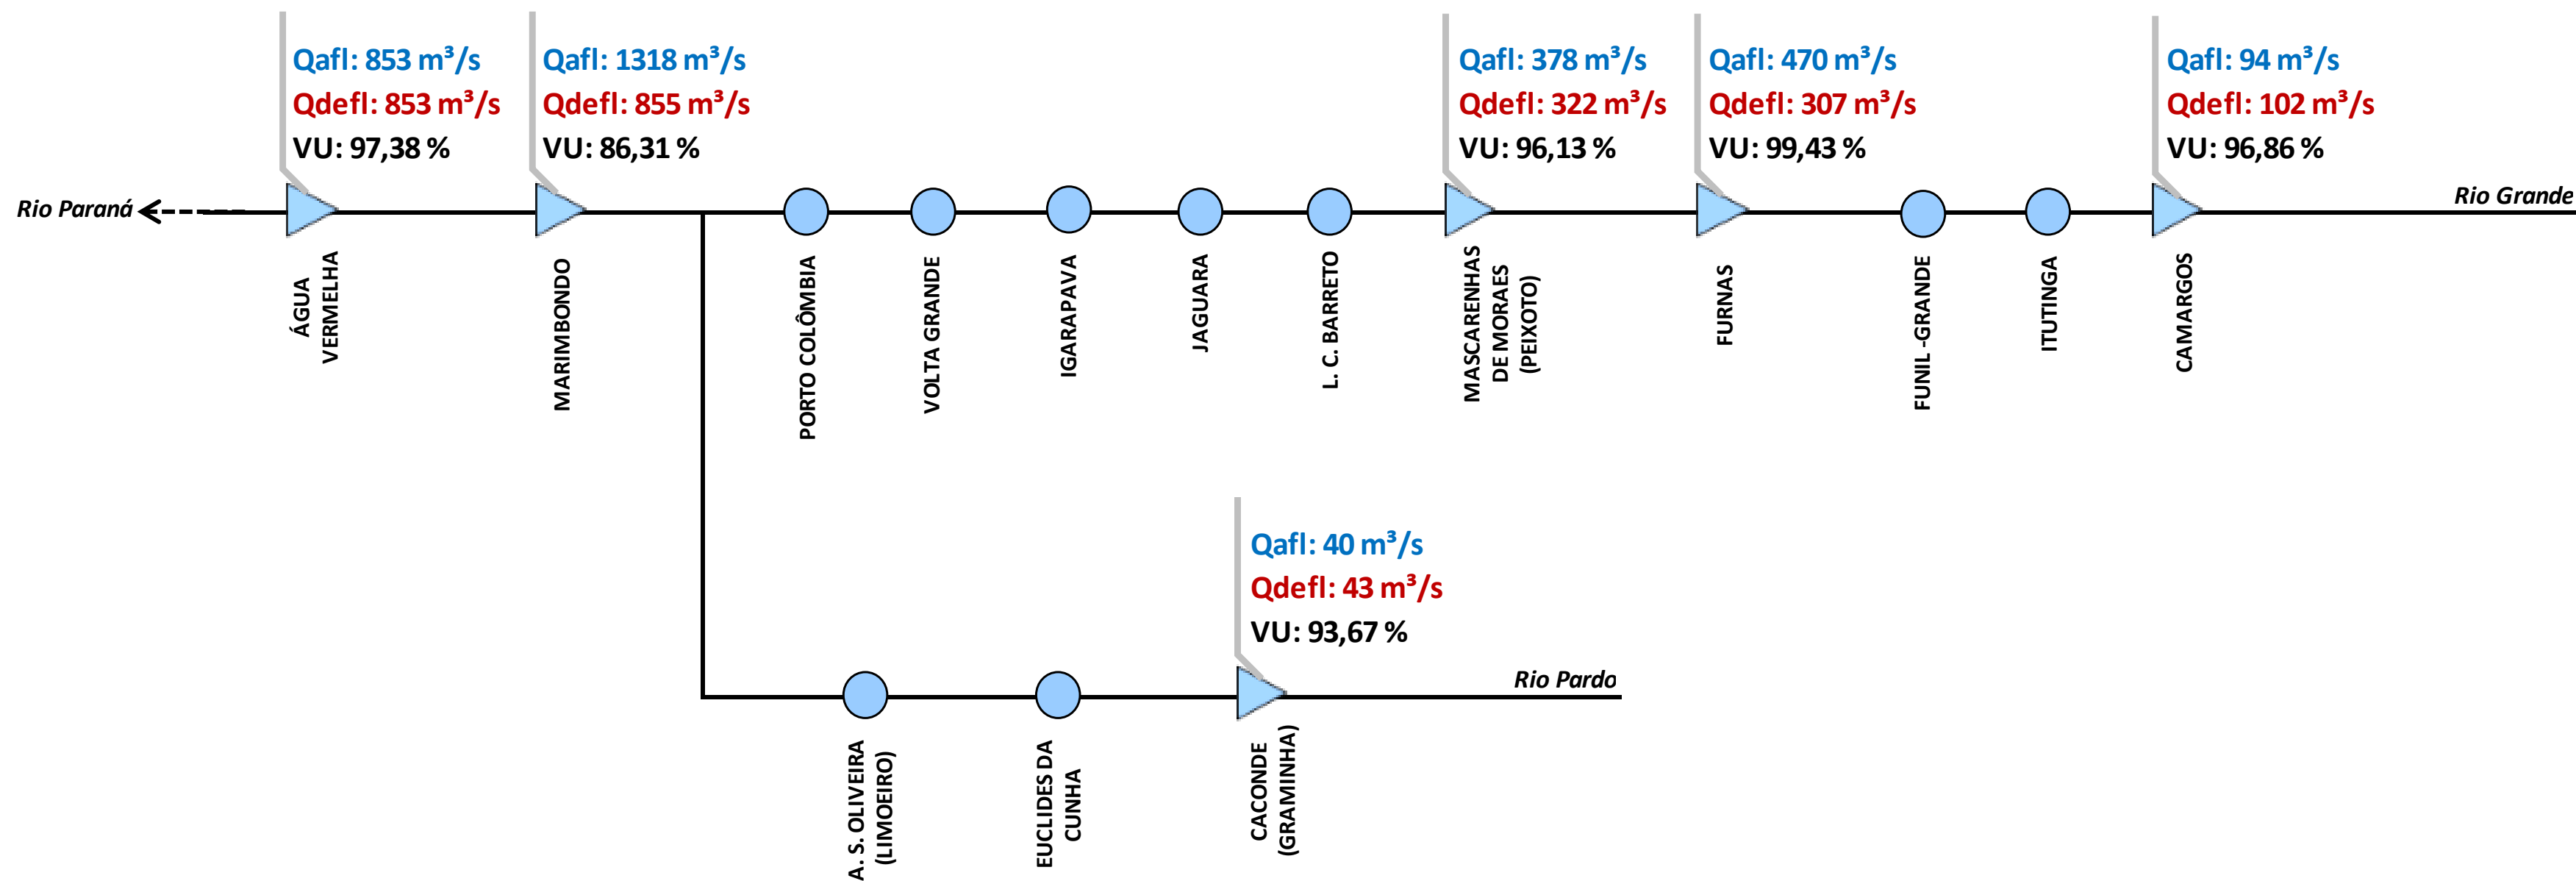 Qafl: 853 m³/s
Qdefl: 853 m³/s
VU: 97,38 %
Qafl: 1318 m³/s
Qdefl: 855 m³/s
VU: 86,31 %
Qafl: 378 m³/s
Qdefl: 322 m³/s
VU: 96,13 %
Qafl: 470 m³/s
Qdefl: 307 m³/s
VU: 99,43 %
Qafl: 94 m³/s
Qdefl: 102 m³/s
VU: 96,86 %
Rio Paraná
Rio Grande
ÁGUA
VERMELHA
MARIMBONDO
PORTO COLÔMBIA
VOLTA GRANDE
IGARAPAVA
JAGUARA
L. C. BARRETO
MASCARENHAS
DE MORAES
(PEIXOTO)
FURNAS
FUNIL -GRANDE
ITUTINGA
CAMARGOS
Qafl: 40 m³/s
Qdefl: 43 m³/s
VU: 93,67 %
Rio Pardo
A. S. OLIVEIRA
(LIMOEIRO)
EUCLIDES DA
CUNHA
CACONDE
(GRAMINHA)